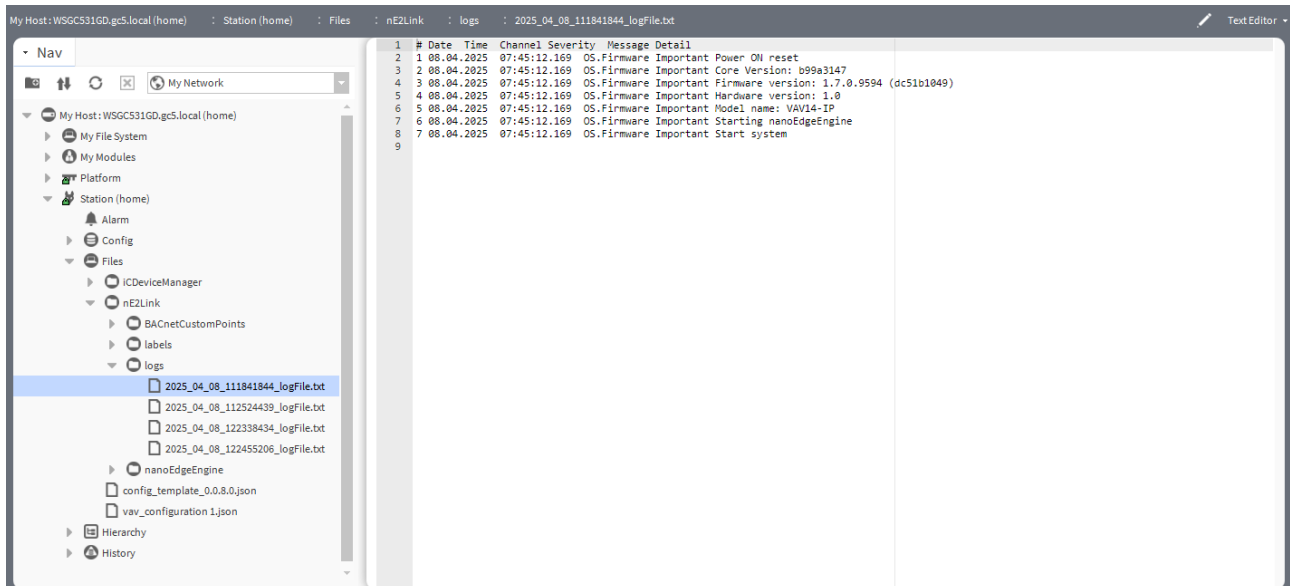 My Host : WSGC531GD.gc5.local (home) : Station (home) : Files : nE2Link : logs : 2025_04_08_111841844_logFile.txt Text Editor
Nav
My Network
My Host : WSGC531GD.gc5.local (home)
My File System
My Modules
Platform
Station (home)
Alarm
Config
Files
iCDeviceManager
nE2Link
BACnetCustomPoints
labels
logs
2025_04_08_111841844_logFile.txt
2025_04_08_112524439_logFile.txt
2025_04_08_122338434_logFile.txt
2025_04_08_122455206_logFile.txt
nanoEdgeEngine
config_template_0.0.8.0.json
vav_configuration 1.json
Hierarchy
History
1 # Date Time Channel Severity Message Detail
2 1 08.04.2025 07:45:12.169 OS.Firmware Important Power ON reset
3 2 08.04.2025 07:45:12.169 OS.Firmware Important Core Version: b99a3147
4 3 08.04.2025 07:45:12.169 OS.Firmware Important Firmware version: 1.7.0.9594 (dc51b1049)
5 4 08.04.2025 07:45:12.169 OS.Firmware Important Hardware version: 1.0
6 5 08.04.2025 07:45:12.169 OS.Firmware Important Model name: VAV14-IP
7 6 08.04.2025 07:45:12.169 OS.Firmware Important Starting nanoEdgeEngine
8 7 08.04.2025 07:45:12.169 OS.Firmware Important Start system
9